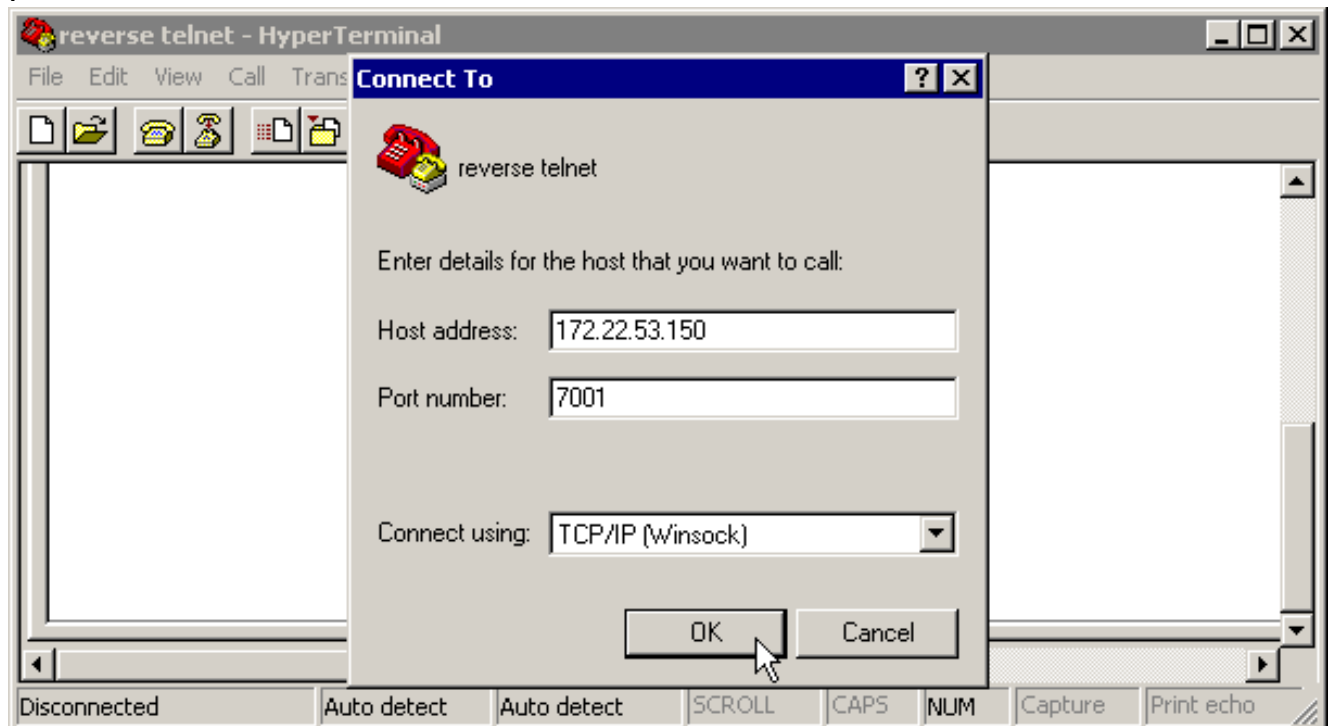 reverse telnet - HyperTerminal
File Edit View Call Trans
Connect To
reverse telnet
Enter details for the host that you want to call:
Host address: 172.22.53.150
Port number: 7001
Connect using: TCP/IP (Winsock)
OK Cancel
Disconnected Auto detect Auto detect SCROLL CAPS NUM Capture Print echo